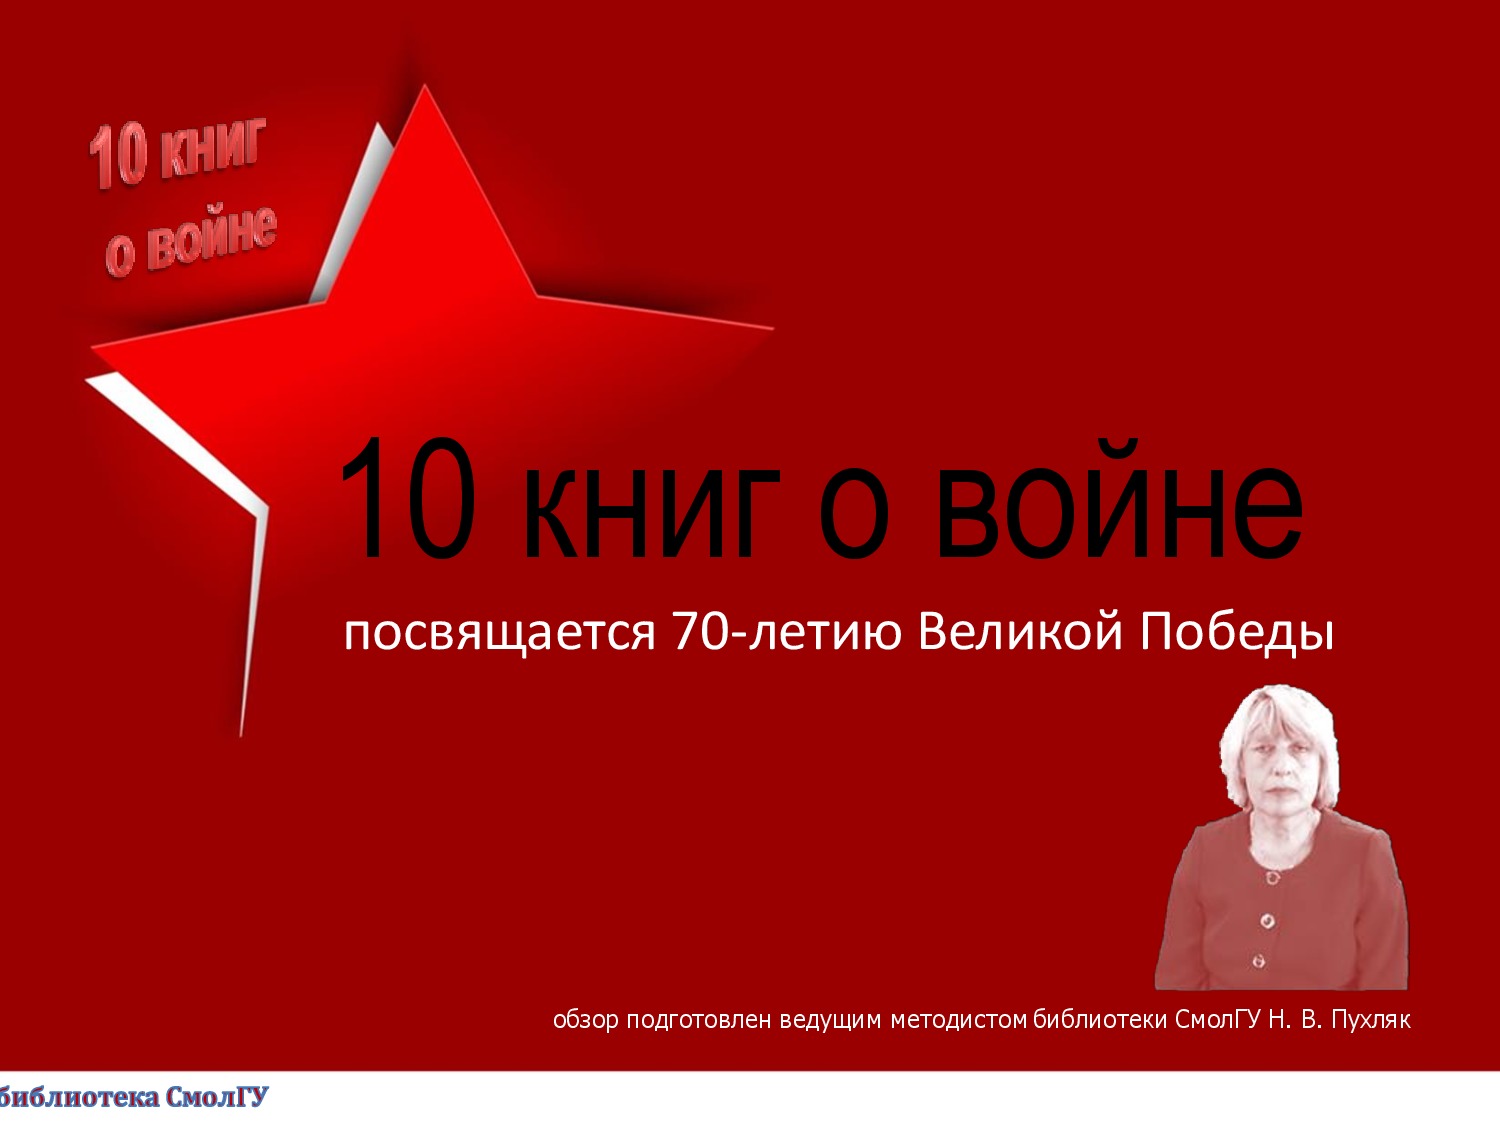 10 книг
о войне
10 книг о войне
посвящается 70-летию Великой Победы
обзор подготовлен ведущим методистом библиотеки СмолГУ Н. В. Пухляк
библиотека СмолГУ